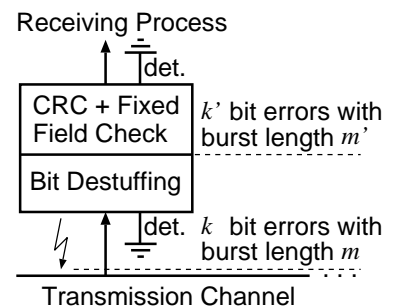 Receiving Process
det.
CRC + Fixed
Field Check
k’ bit errors with
burst length m’
Bit Destuffing
det.
k bit errors with
burst length m
. . .
Transmission Channel